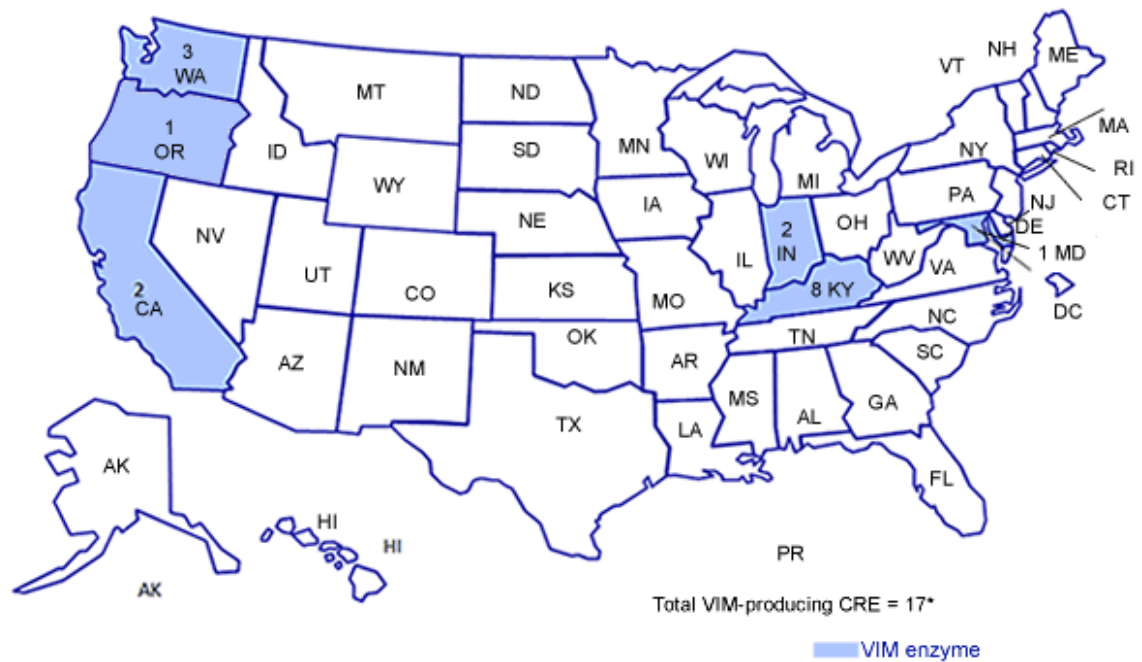 NH
ME
VT
3
WA
MT
ND
MN
MA
1
OR
ID
SD
WI
NY
RI
WY
MI
PA
CT
NJ
IA
NE
OH
DE
NV
2
IN
1 MD
IL
WV
VA
UT
CO
KS
MO
8 KY
DC
2
CA
NC
OK
TN
AZ
NM
AR
SC
MS
AL
GA
TX
LA
AK
FL
HI
HI
PR
AK
Total VIM-producing CRE = 17*
VIM enzyme